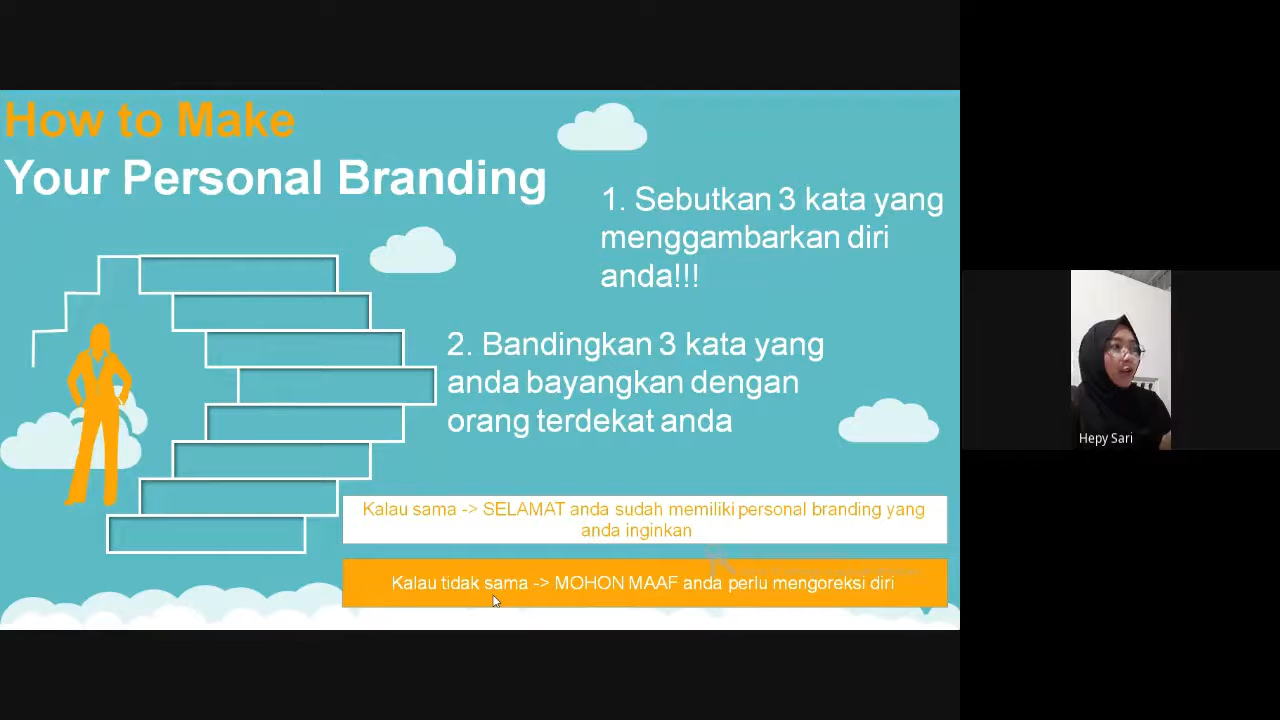 How to Make
Your Personal Branding
1. Sebutkan 3 kata yang
menggambarkan diri
anda!!!
2. Bandingkan 3 kata yang
anda bayangkan dengan
orang terdekat anda
Kalau sama -> SELAMAT anda sudah memiliki personal branding yang
anda inginkan
Kalau tidak sama -> MOHON MAAF anda perlu mengoreksi diri
Hepy Sari